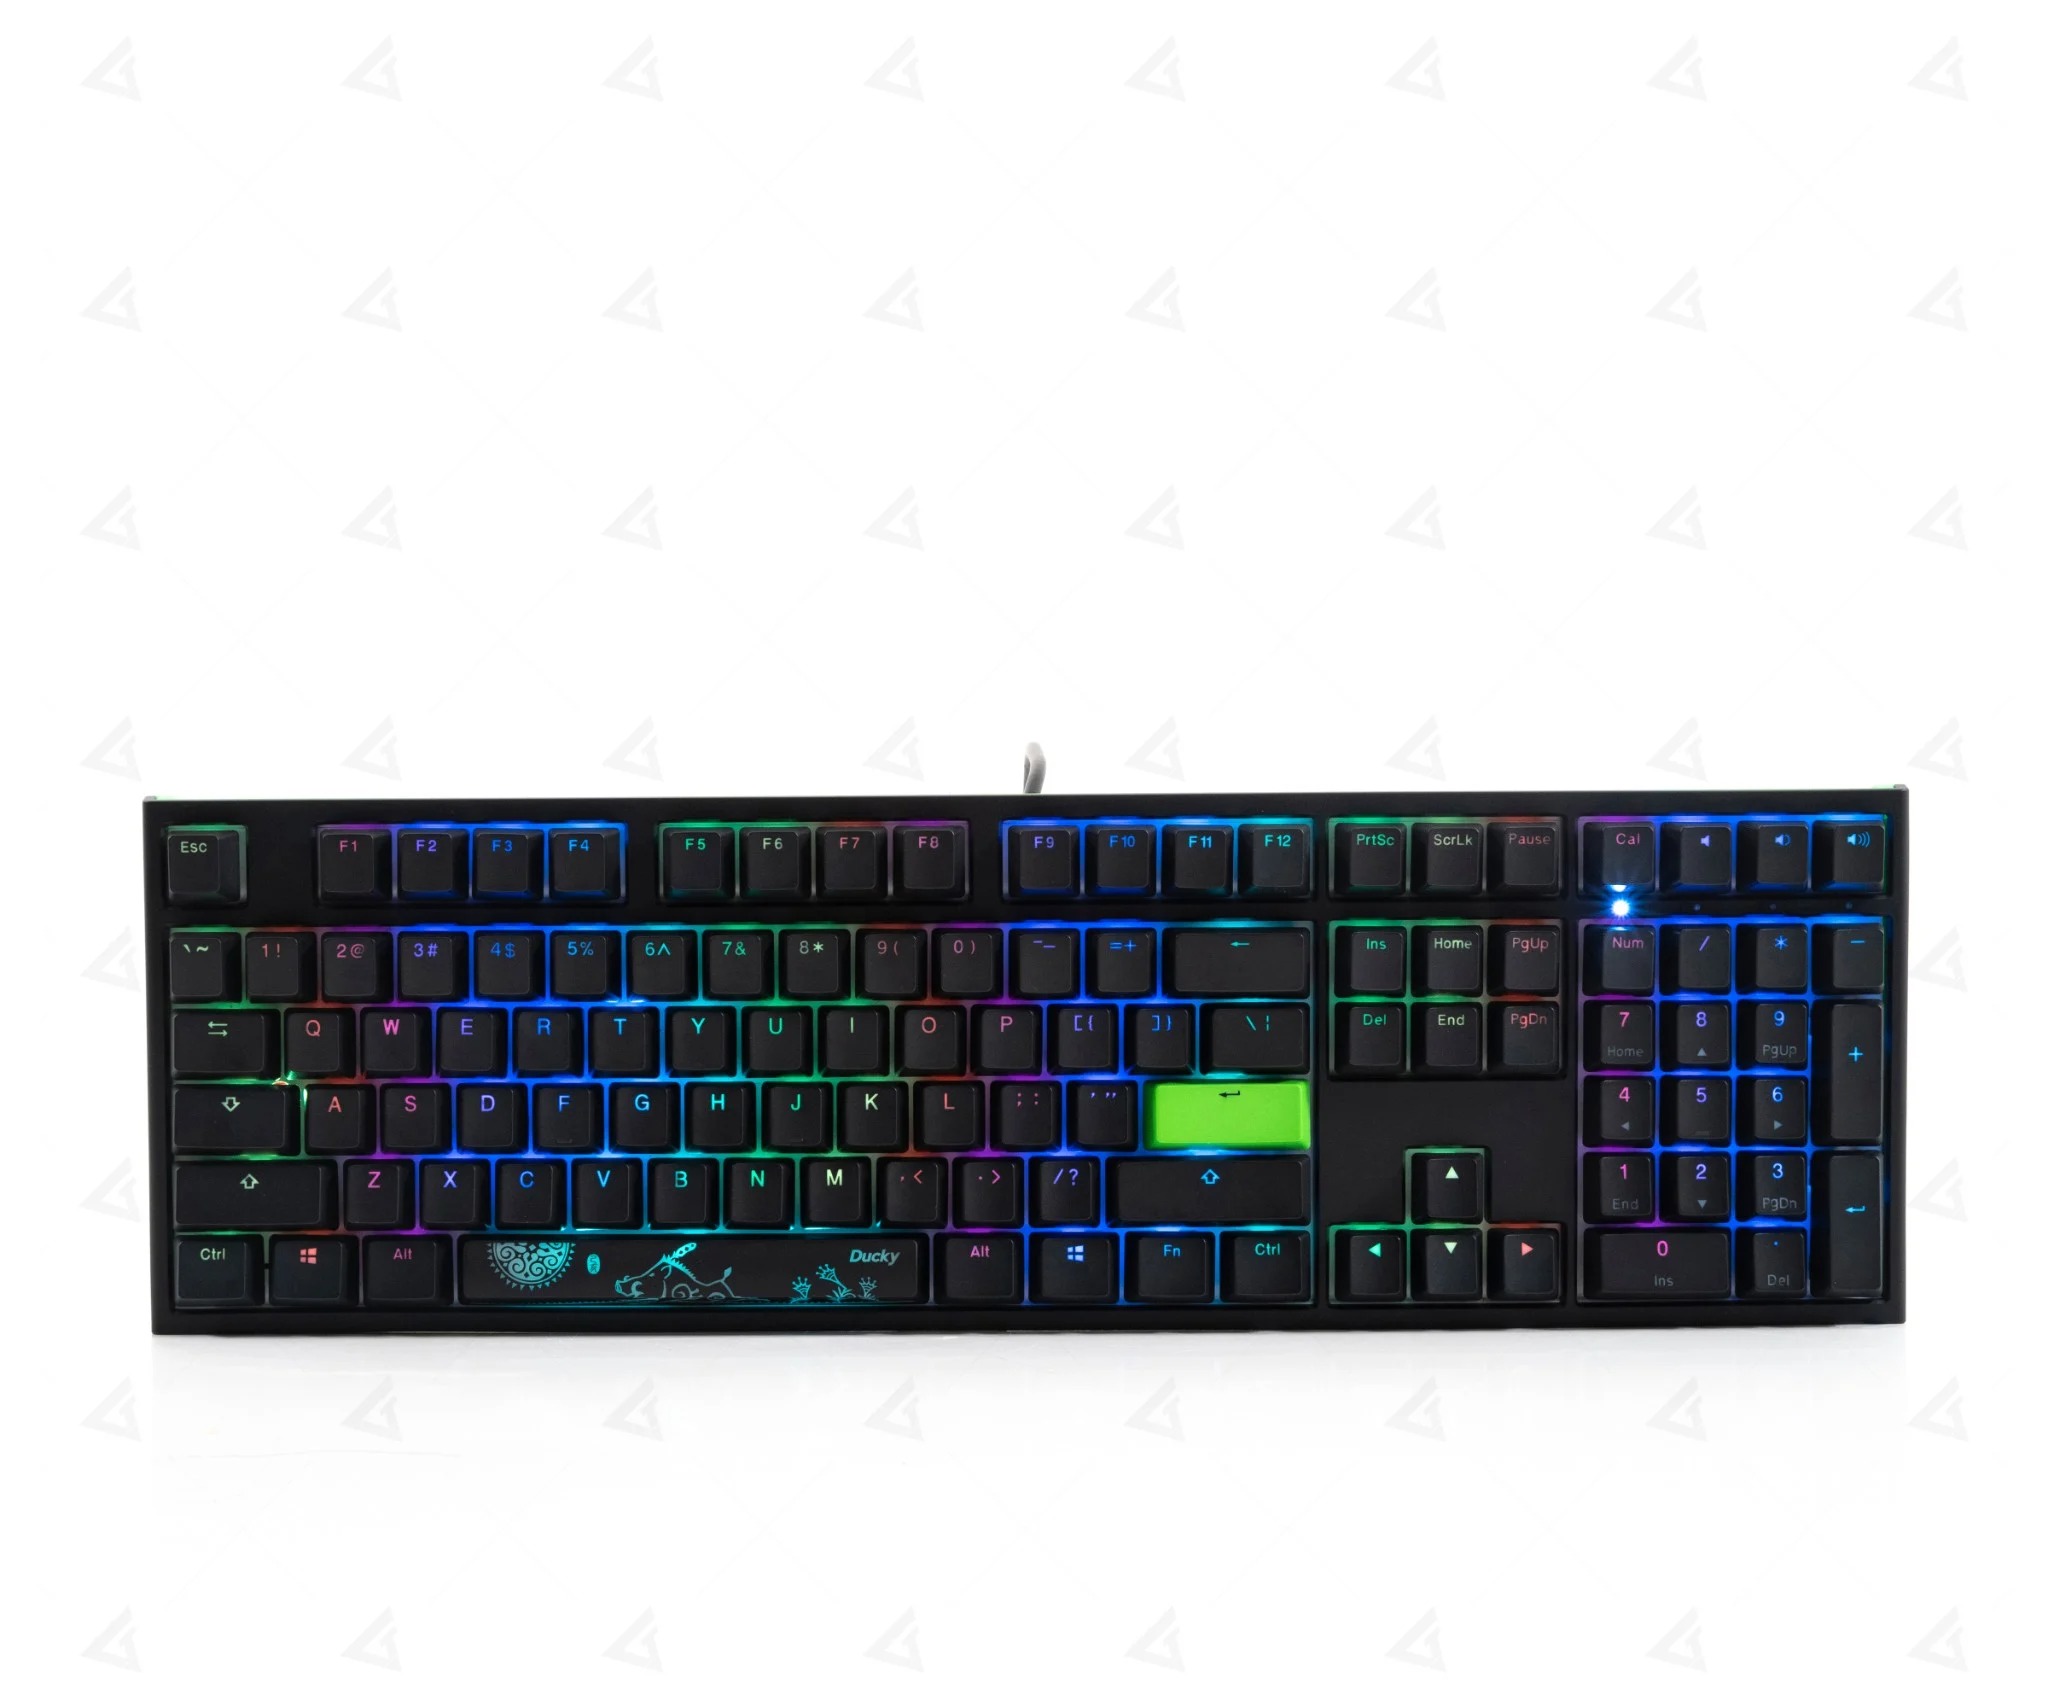 Esc F1 F2 F3 F4 F5 F6 F7 F8 F9 F10 F11 F12 PrtSc ScrLk Pause Cal
`~ 1! 2@ 3# 4$ 5% 6^ 7& 8* 9( 0) -_ =+ ← Ins Home PgUp Num / * -
Q W E R T Y U I O P [{ ]} \¦ Del End PgDn 7 Home 8 ▲ 9 PgUp +
A S D F G H J K L ;: '" 4 ◄ 5 6 ►
Z X C V B N M ,< .> /? ▲ 1 End 2 ▼ 3 PgDn
Ctrl Alt Ducky Alt Fn Ctrl ◄ ▼ ► 0 Ins . Del